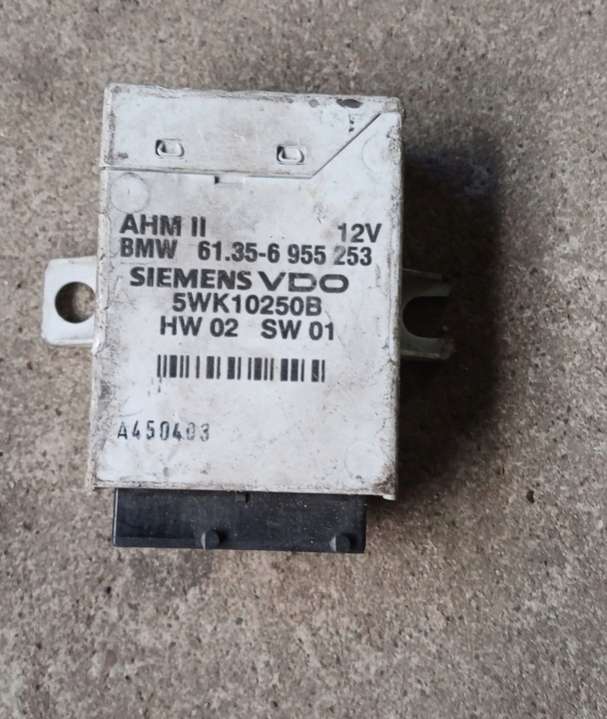 AHM II 12V
BMW 61.35-6 955 253
SIEMENS VDO
5WK10250B
HW 02 SW 01
A450403